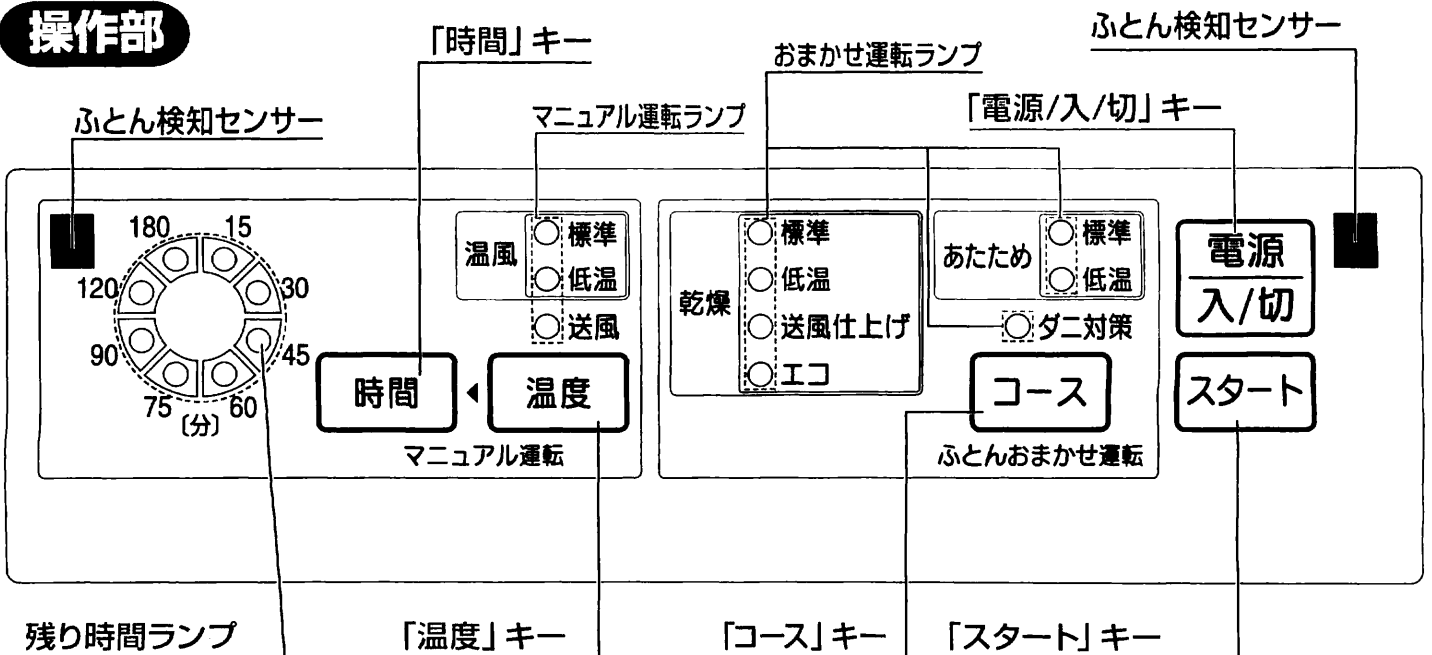 操作部
「時間」キー
おまかせ運転ランプ
ふとん検知センサー
ふとん検知センサー
マニュアル運転ランプ
「電源/入/切」キー
180
15
120
30
90
45
75
60
〔分〕
温風
標準
低温
送風
時間
温度
マニュアル運転
乾燥
標準
低温
送風仕上げ
エコ
あたため
標準
低温
ダニ対策
コース
ふとんおまかせ運転
電源
入/切
スタート
残り時間ランプ
「温度」キー
「コース」キー
「スタート」キー